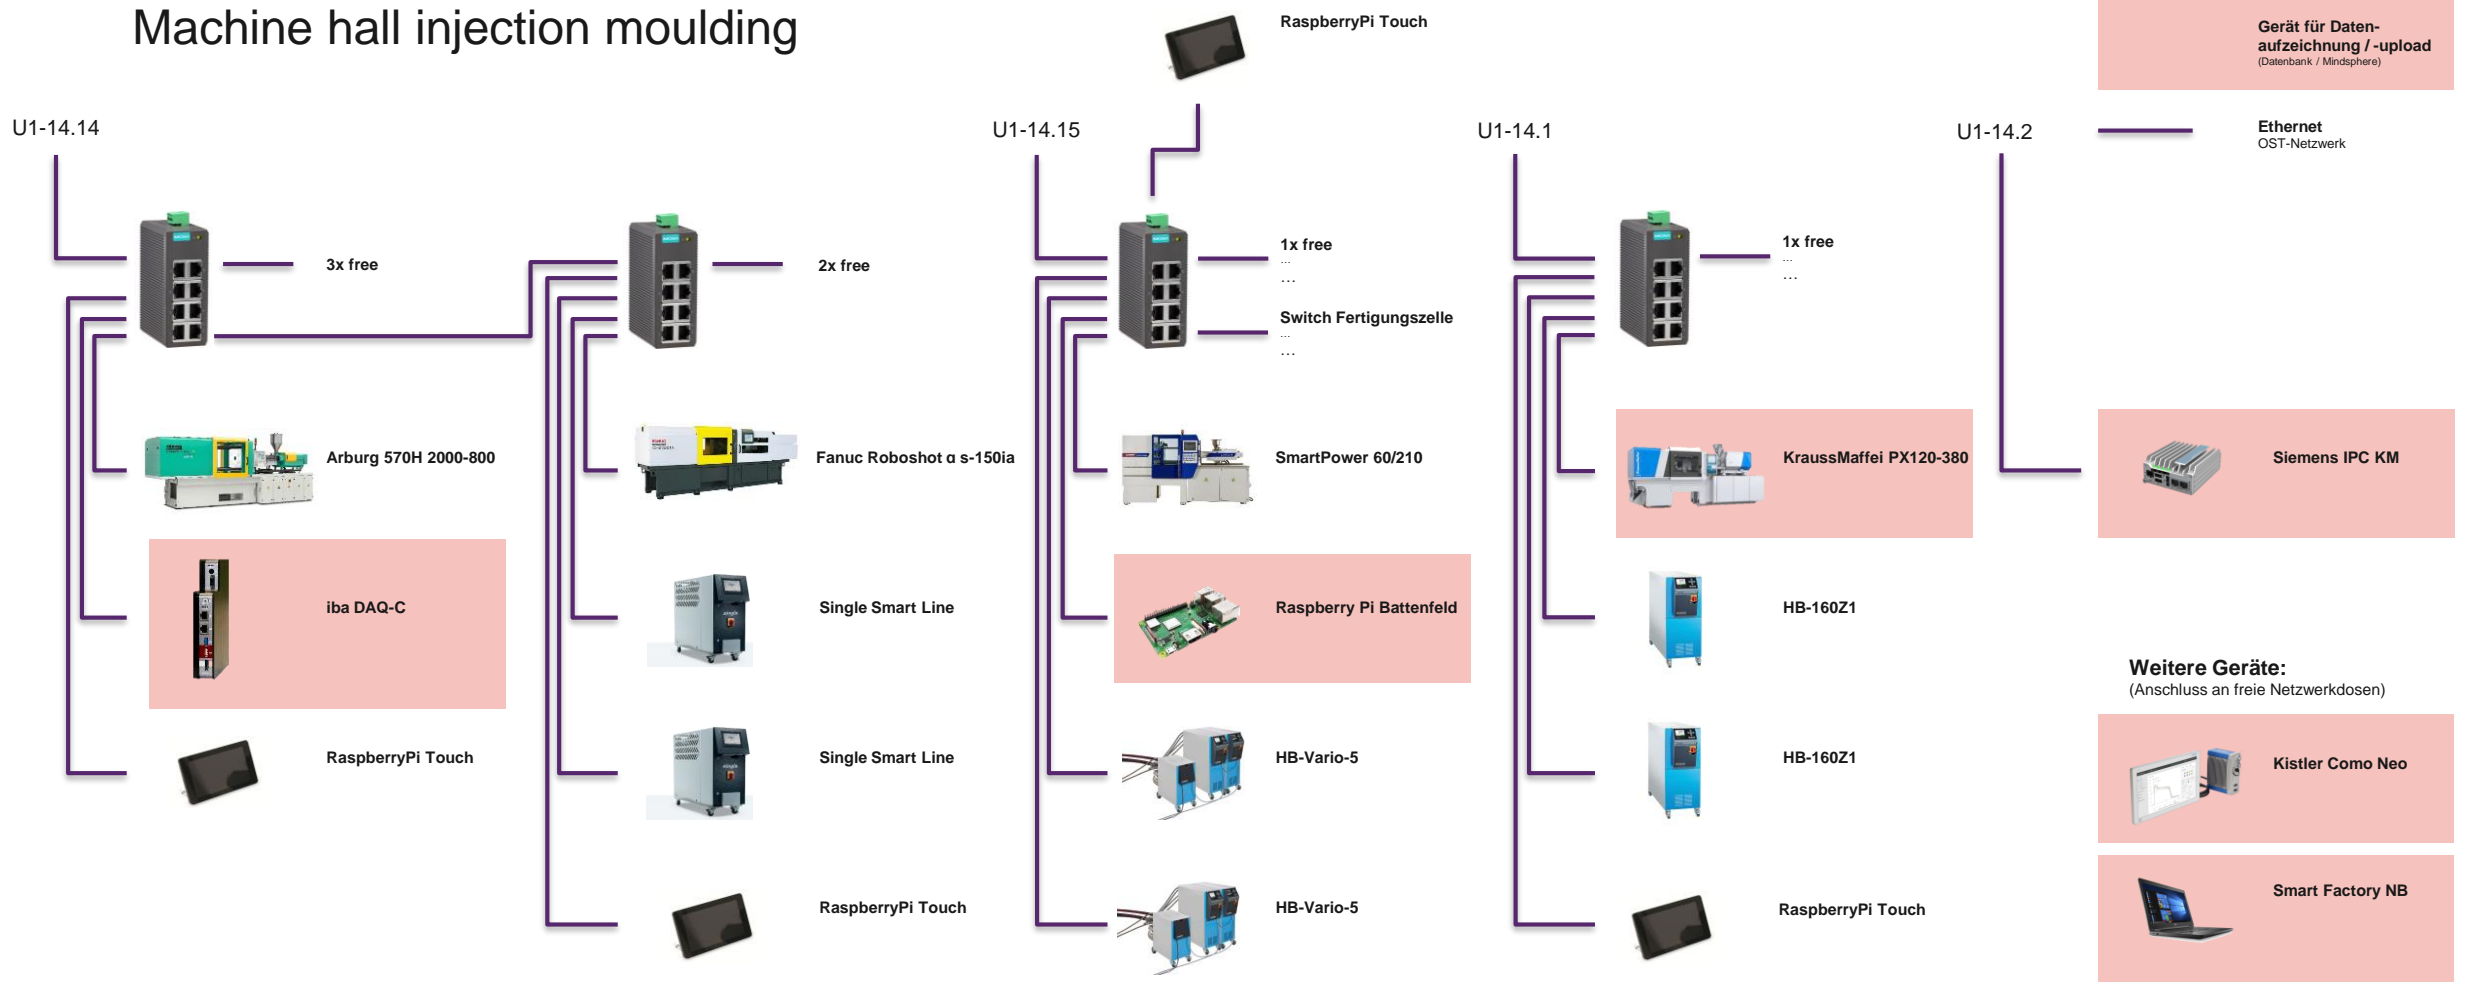 Machine hall injection moulding
RaspberryPi Touch
Gerät für Daten-
aufzeichnung / -upload
(Datenbank / Mindsphere)
U1-14.14
U1-14.15
U1-14.1
U1-14.2
Ethernet
OST-Netzwerk
3x free
2x free
1x free
...
...
Switch Fertigungszelle
...
...
1x free
...
...
Arburg 570H 2000-800
Fanuc Roboshot α s-150ia
SmartPower 60/210
KraussMaffei PX120-380
Siemens IPC KM
iba DAQ-C
Single Smart Line
Raspberry Pi Battenfeld
HB-160Z1
Weitere Geräte:
(Anschluss an freie Netzwerkdosen)
RaspberryPi Touch
Single Smart Line
HB-Vario-5
HB-160Z1
Kistler Como Neo
RaspberryPi Touch
HB-Vario-5
RaspberryPi Touch
Smart Factory NB